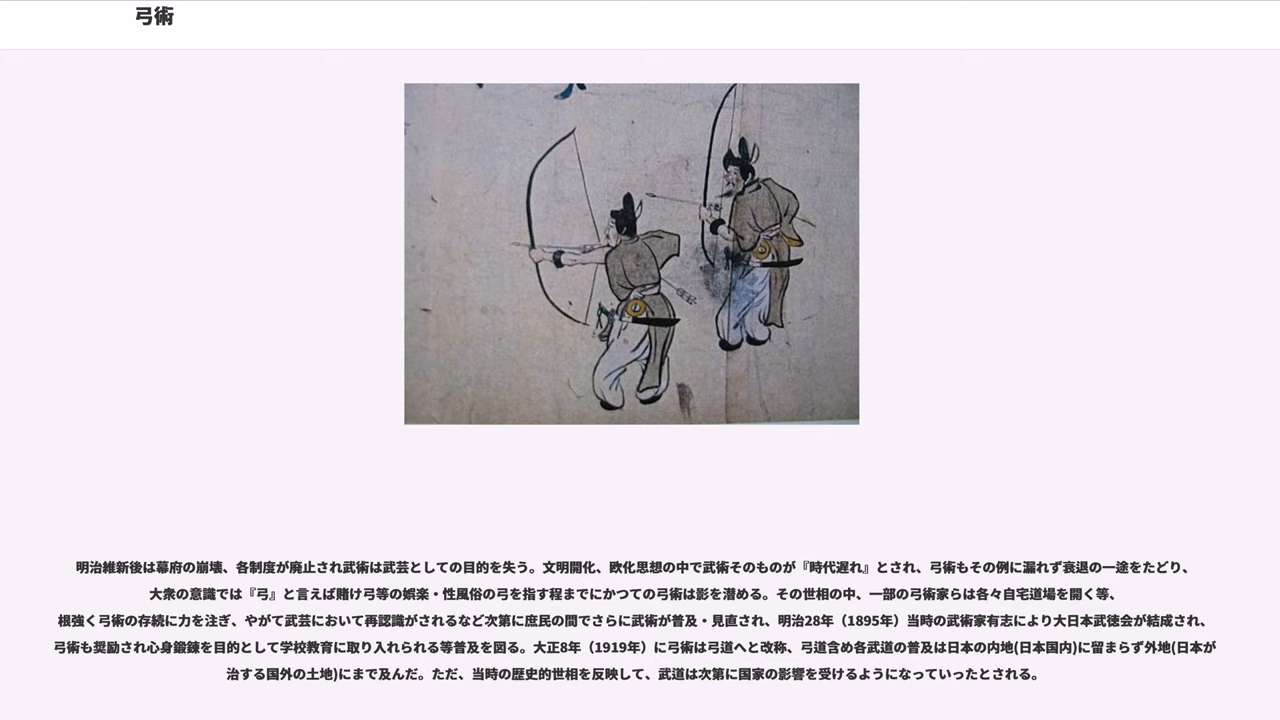 弓術
明治維新後は幕府の崩壊、各制度が廃止され武術は武芸としての目的を失う。文明開化、欧化思想の中で武術そのものが『時代遅れ』とされ、弓術もその例に漏れず衰退の一途をたどり、
大衆の意識では『弓』と言えば賭け弓等の娯楽・性風俗の弓を指す程までにかつての弓術は影を潜める。その世相の中、一部の弓術家らは各々自宅道場を開く等、
根強く弓術の存続に力を注ぎ、やがて武芸において再認識がされるなど次第に庶民の間でさらに武術が普及・見直され、明治28年（1895年）当時の武術家有志により大日本武徳会が結成され、
弓術も奨励され心身鍛錬を目的として学校教育に取り入れられる等普及を図る。大正8年（1919年）に弓術は弓道へと改称、弓道含め各武道の普及は日本の内地(日本国内)に留まらず外地(日本が
治する国外の土地)にまで及んだ。ただ、当時の歴史的世相を反映して、武道は次第に国家の影響を受けるようになっていったとされる。